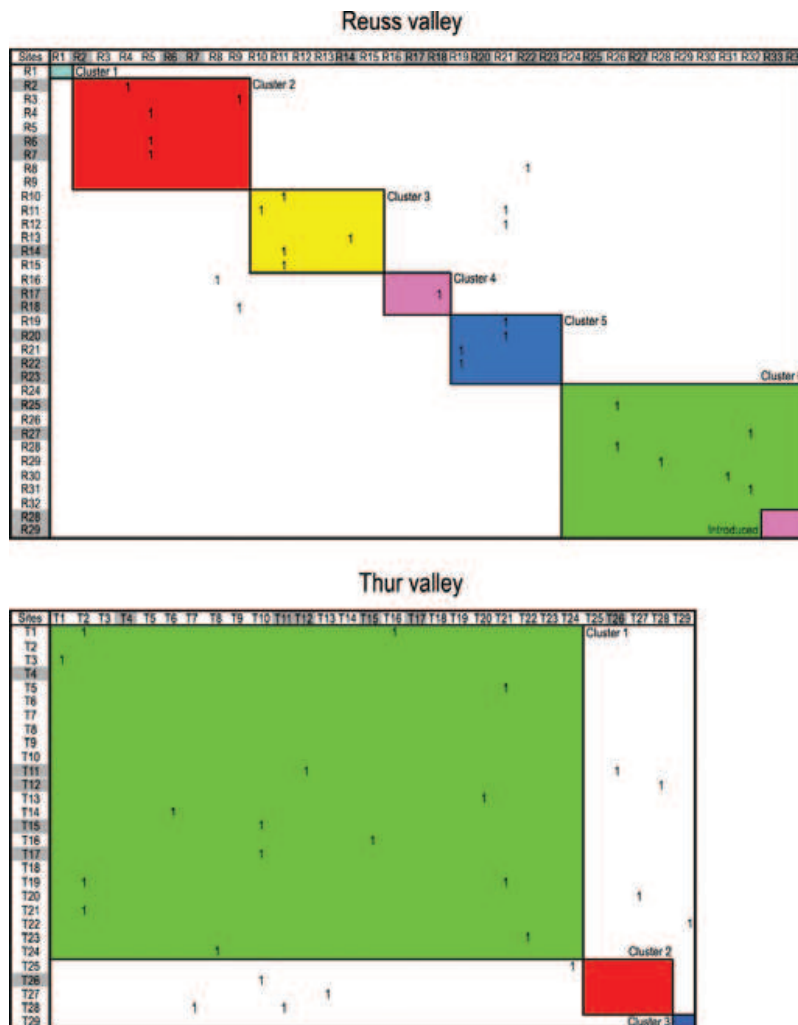 Reuss valley
Sites R1 R2 R3 R4 R5 R6 R7 R8 R9 R10 R11 R12 R13 R14 R15 R16 R17 R18 R19 R20 R21 R22 R23 R24 R25 R26 R27 R28 R29 R30 R31 R32 R33
R1 Cluster 1
R2 1 Cluster 2
R3 1
R4 1
R5
R6 1
R7 1
R8 1
R9
R10 1 Cluster 3
R11 1 1
R12 1
R13 1
R14 1
R15 1
R16 1 Cluster 4
R17 1
R18 1
R19 1 Cluster 5
R20 1
R21 1
R22 1
R23 Cluster
R24
R25 1
R26
R27 1
R28 1
R29 1
R30 1
R31 1
R32
R28
R29 Introduced
Thur valley
Sites T1 T2 T3 T4 T5 T6 T7 T8 T9 T10 T11 T12 T13 T14 T15 T16 T17 T18 T19 T20 T21 T22 T23 T24 T25 T26 T27 T28 T29
T1 1 1 Cluster 1
T2
T3 1
T4
T5 1
T6
T7
T8
T9
T10
T11 1 1
T12 1
T13 1
T14 1
T15 1
T16 1
T17 1
T18
T19 1 1
T20 1
T21 1
T22 1
T23 1
T24 1 Cluster 2
T25 1
T26 1
T27 1
T28 1 1
T29 Cluster 3